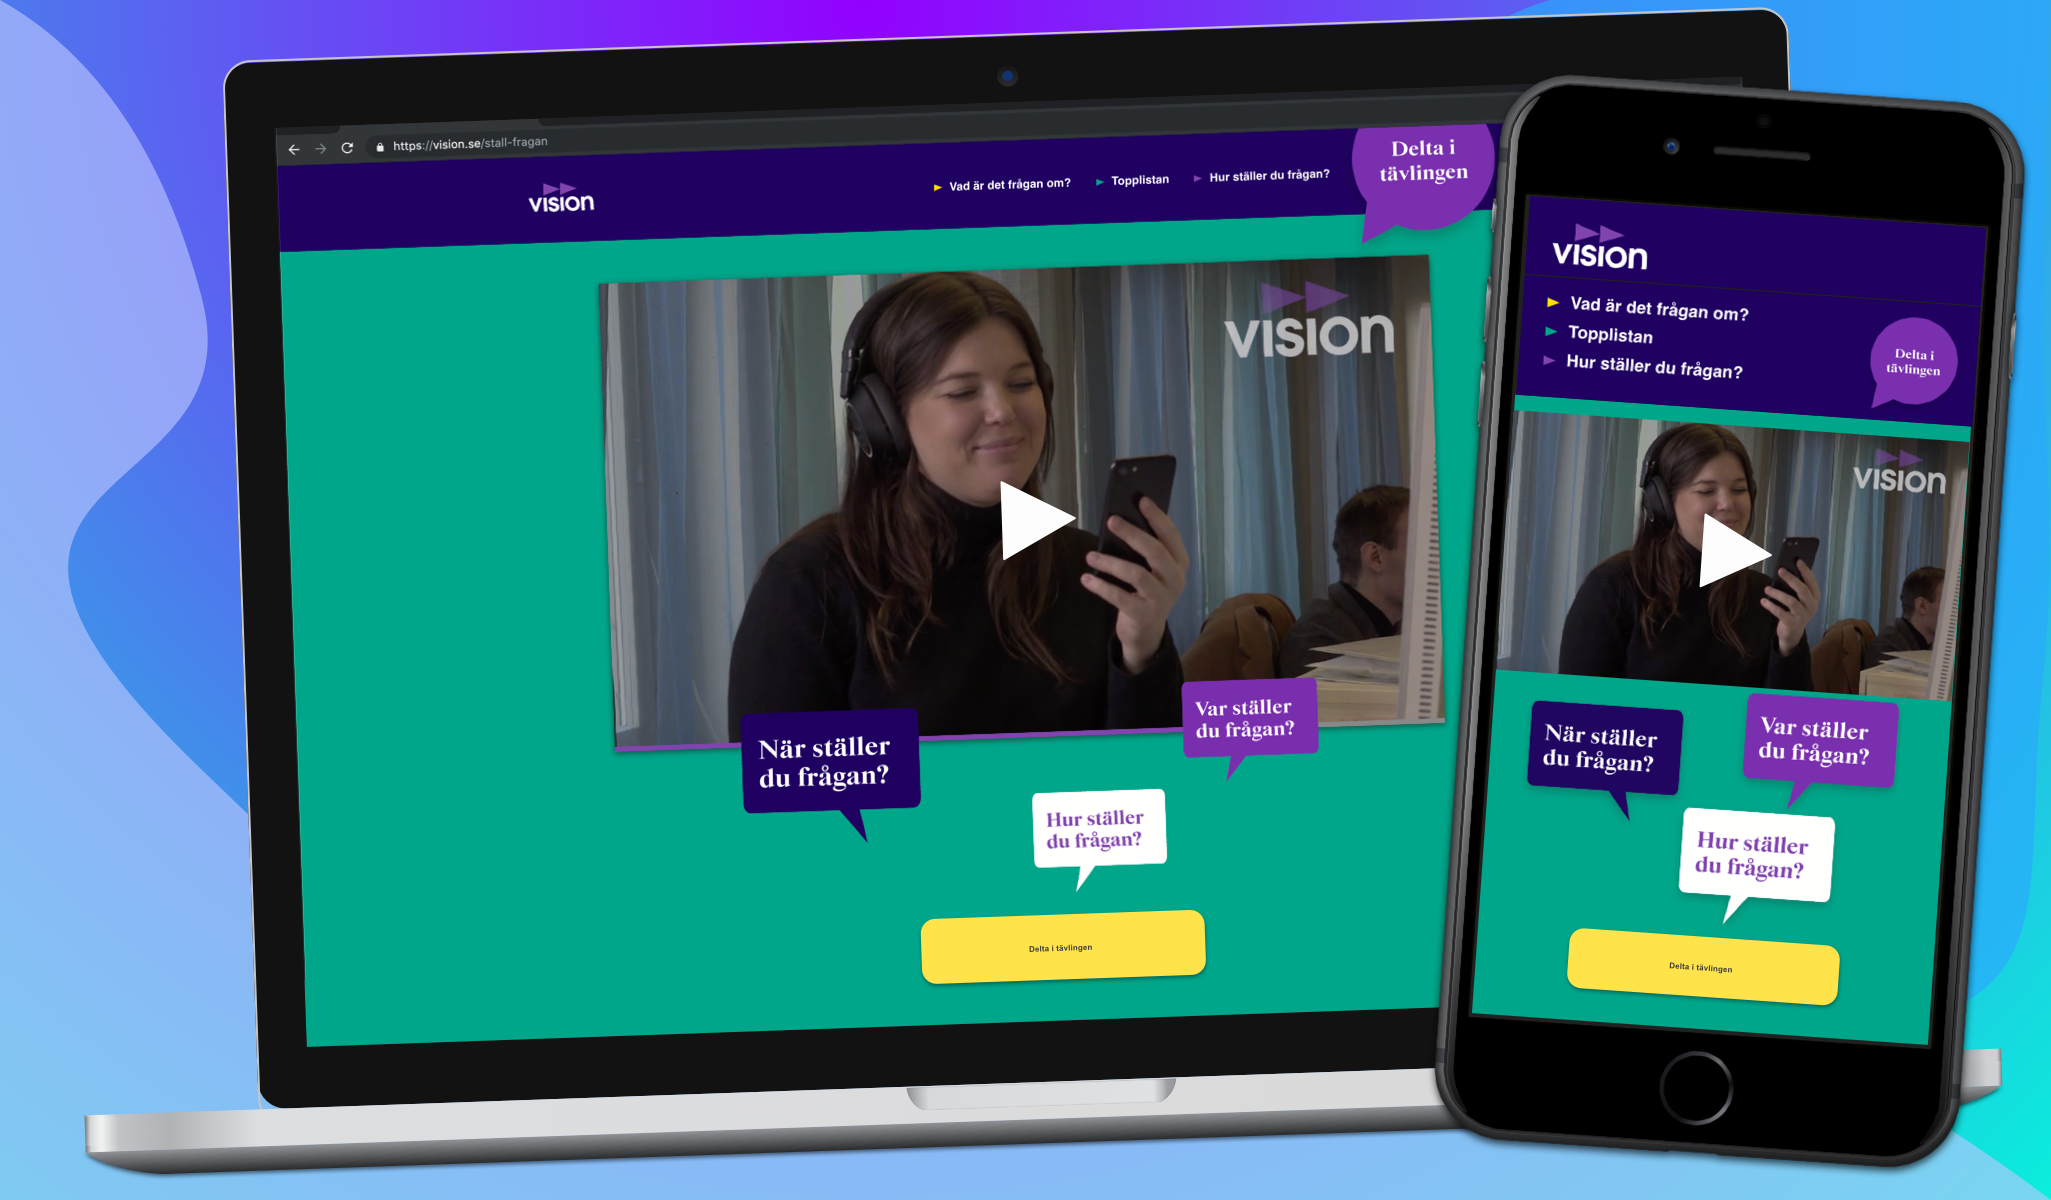 https://vision.se/stall-fragan
vision
Vad är det frågan om?
Topplistan
Hur ställer du frågan?
Delta i
tävlingen
vision
När ställer
du frågan?
Var ställer
du frågan?
Hur ställer
du frågan?
Delta i tävlingen
vision
Vad är det frågan om?
Topplistan
Hur ställer du frågan?
Delta i
tävlingen
vision
När ställer
du frågan?
Var ställer
du frågan?
Hur ställer
du frågan?
Delta i tävlingen